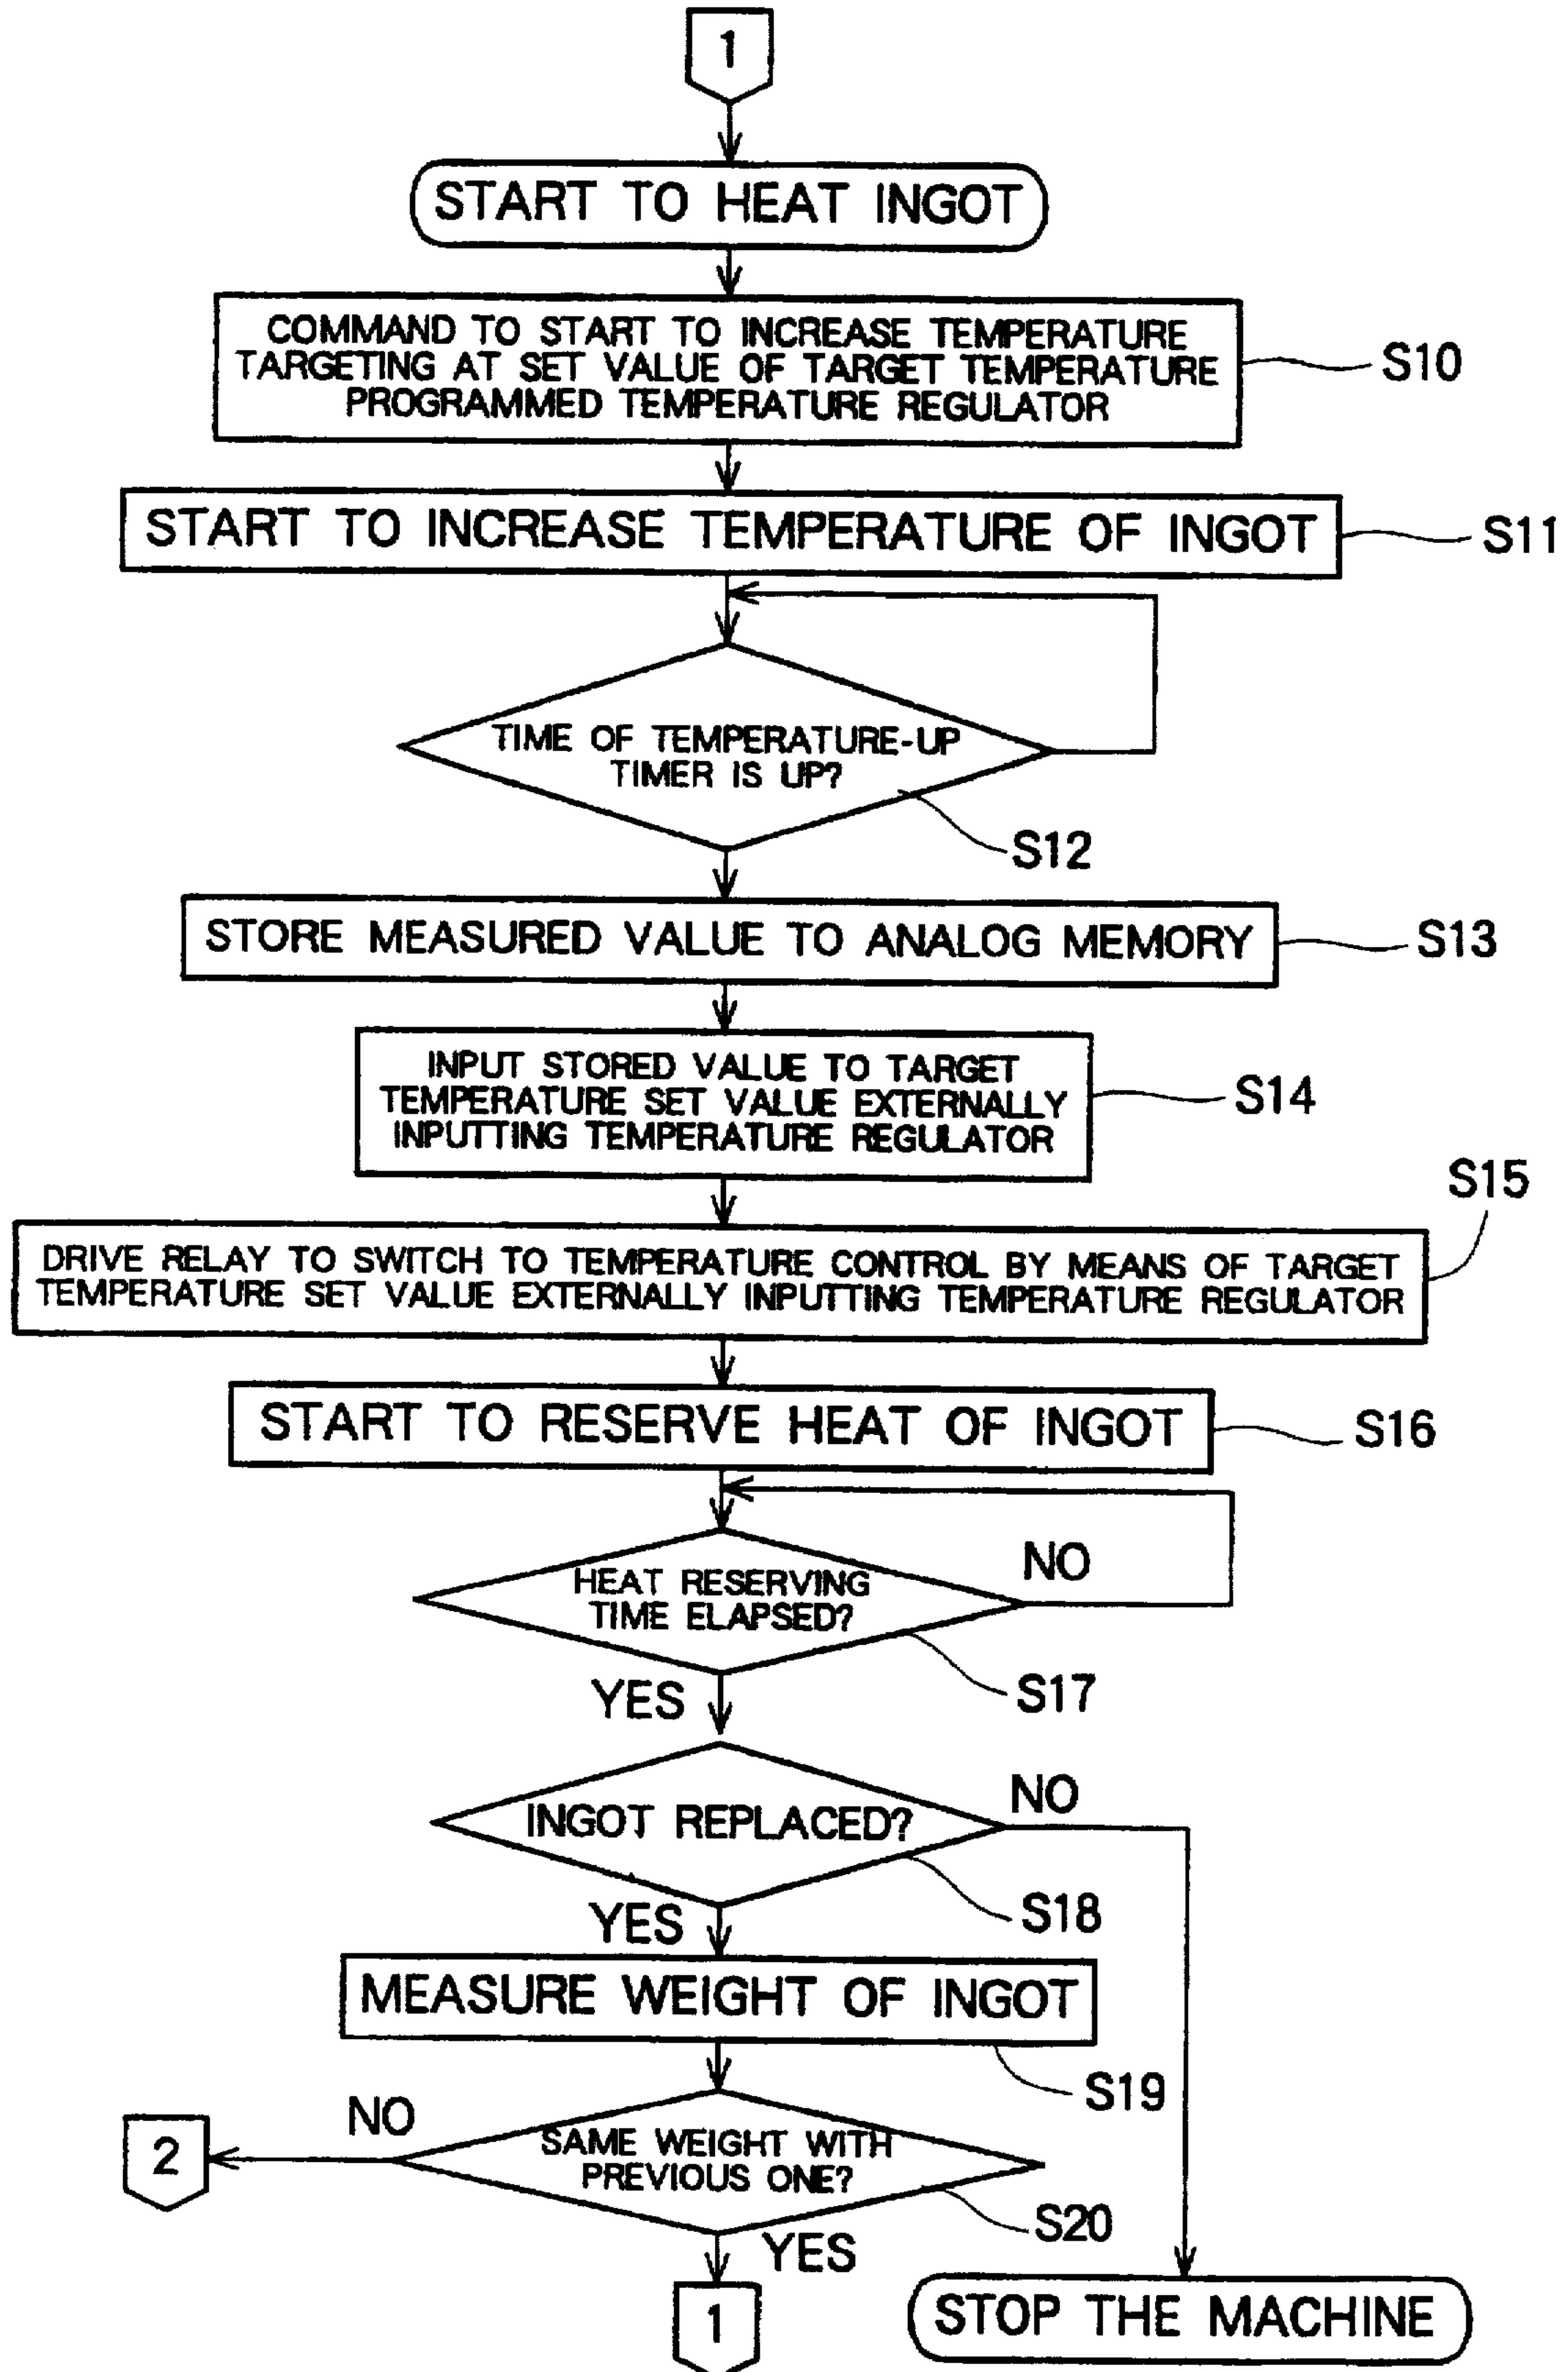 1
START TO HEAT INGOT
COMMAND TO START TO INCREASE TEMPERATURE
TARGETING AT SET VALUE OF TARGET TEMPERATURE
PROGRAMMED TEMPERATURE REGULATOR
S10
START TO INCREASE TEMPERATURE OF INGOT
S11
TIME OF TEMPERATURE-UP
TIMER IS UP?
S12
STORE MEASURED VALUE TO ANALOG MEMORY
S13
INPUT STORED VALUE TO TARGET
TEMPERATURE SET VALUE EXTERNALLY
INPUTTING TEMPERATURE REGULATOR
S14
S15
DRIVE RELAY TO SWITCH TO TEMPERATURE CONTROL BY MEANS OF TARGET
TEMPERATURE SET VALUE EXTERNALLY INPUTTING TEMPERATURE REGULATOR
START TO RESERVE HEAT OF INGOT
S16
NO
HEAT RESERVING
TIME ELAPSED?
YES
S17
NO
INGOT REPLACED?
YES
S18
MEASURE WEIGHT OF INGOT
S19
NO
2
SAME WEIGHT WITH
PREVIOUS ONE?
S20
YES
1
STOP THE MACHINE